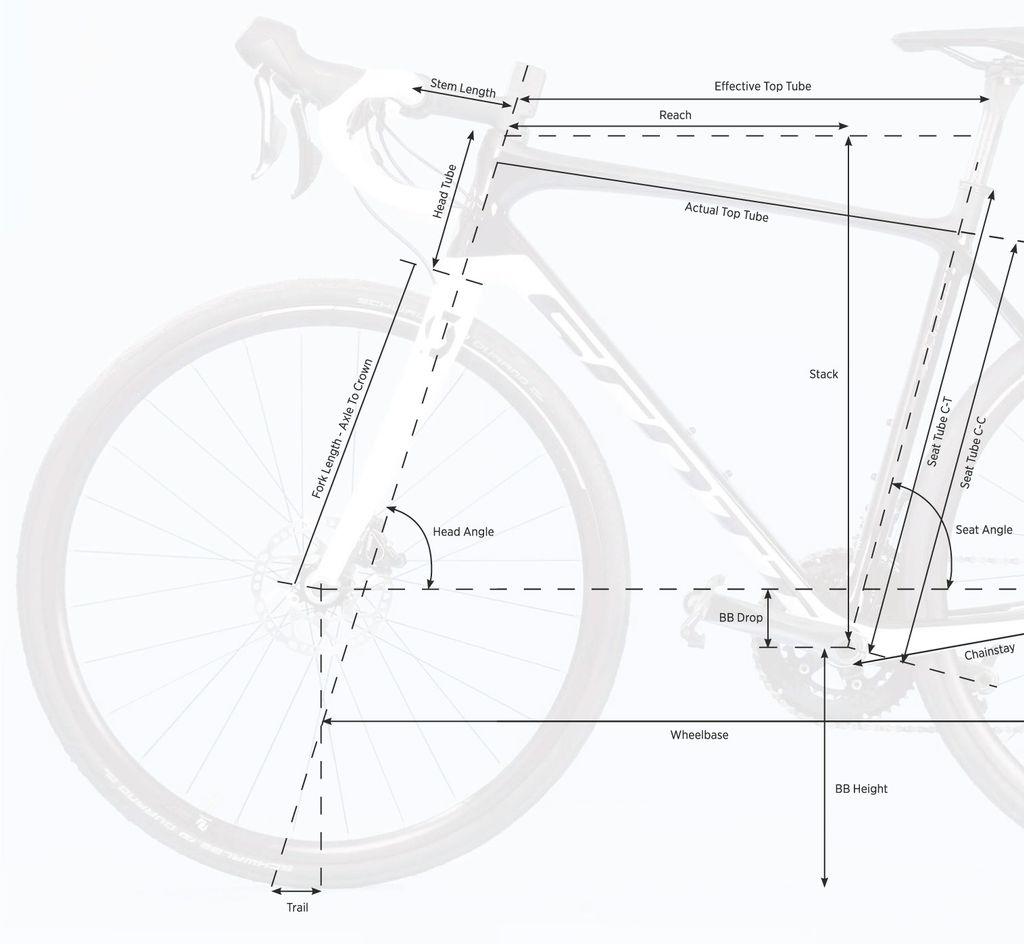 Stem Length
Effective Top Tube
Reach
Head Tube
Actual Top Tube
Stack
Fork Length - Axle To Crown
Seat Tube C-T
Seat Tube C-C
Head Angle
Seat Angle
BB Drop
Chainstay
Wheelbase
BB Height
Trail